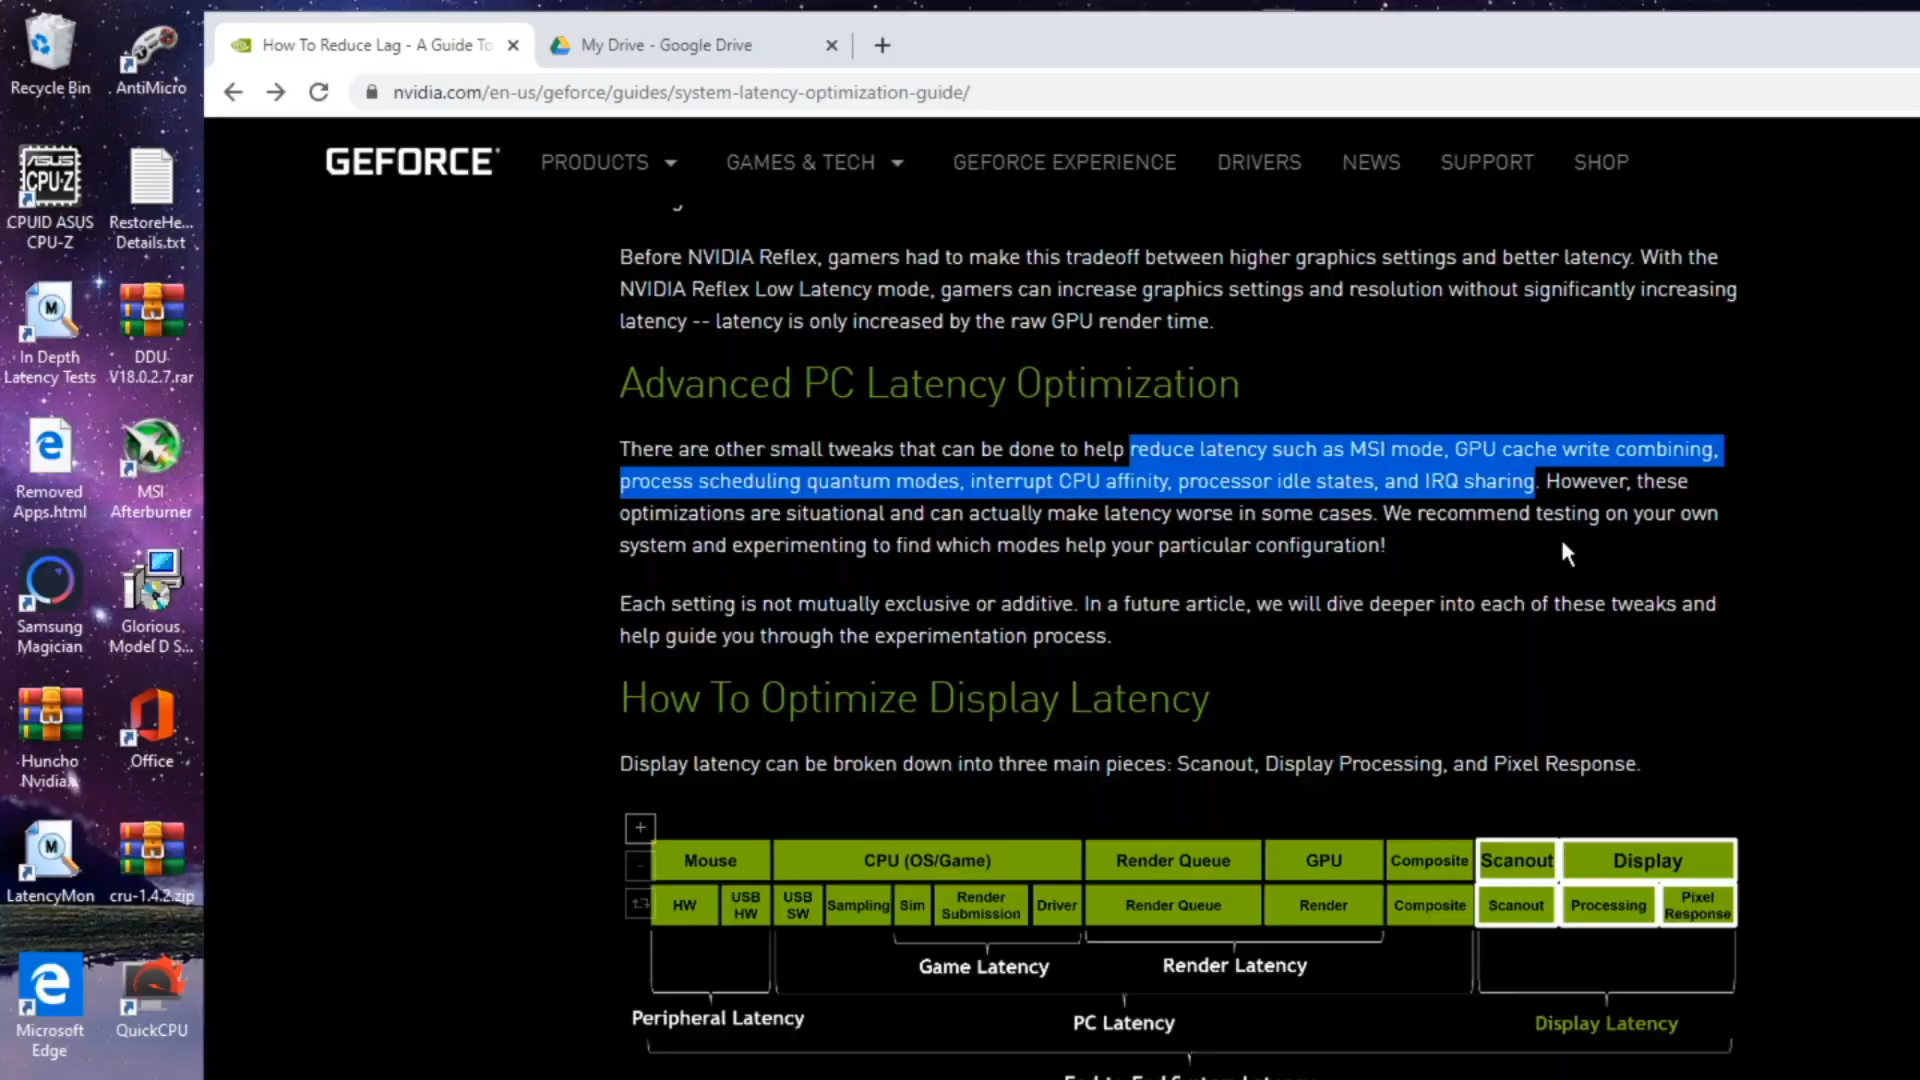 How To Reduce Lag - A Guide To
My Drive - Google Drive
nvidia.com/en-us/geforce/guides/system-latency-optimization-guide/
Recycle Bin
AntiMicro
CPUID ASUS
CPU-Z
RestoreHe...
Details.txt
In Depth
Latency Tests
DDU
V18.0.2.7.rar
Removed
Apps.html
MSI
Afterburner
Samsung
Magician
Glorious
Model D S...
Huncho
Nvidia
Office
LatencyMon
cru-1.4.2.zip
Microsoft
Edge
QuickCPU
ASUS
CPU-Z
GEFORCE
PRODUCTS
GAMES & TECH
GEFORCE EXPERIENCE
DRIVERS
NEWS
SUPPORT
SHOP
Before NVIDIA Reflex, gamers had to make this tradeoff between higher graphics settings and better latency. With the
NVIDIA Reflex Low Latency mode, gamers can increase graphics settings and resolution without significantly increasing
latency -- latency is only increased by the raw GPU render time.
Advanced PC Latency Optimization
There are other small tweaks that can be done to help reduce latency such as MSI mode, GPU cache write combining,
process scheduling quantum modes, interrupt CPU affinity, processor idle states, and IRQ sharing. However, these
optimizations are situational and can actually make latency worse in some cases. We recommend testing on your own
system and experimenting to find which modes help your particular configuration!
Each setting is not mutually exclusive or additive. In a future article, we will dive deeper into each of these tweaks and
help guide you through the experimentation process.
How To Optimize Display Latency
Display latency can be broken down into three main pieces: Scanout, Display Processing, and Pixel Response.
Mouse
CPU (OS/Game)
Render Queue
GPU
Composite
Scanout
Display
HW
USB
HW
USB
SW
Sampling
Sim
Render
Submission
Driver
Render Queue
Render
Composite
Scanout
Processing
Pixel
Response
Game Latency
Render Latency
Peripheral Latency
PC Latency
Display Latency